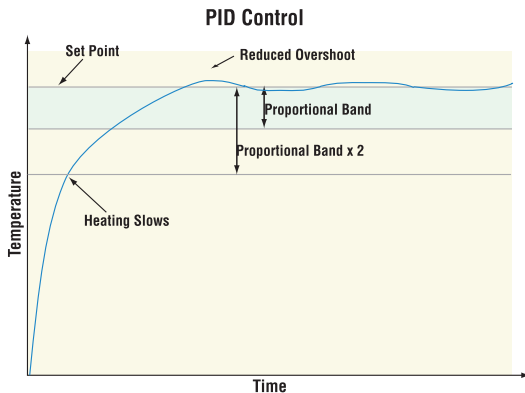 PID Control
Set Point
Reduced Overshoot
Proportional Band
Proportional Band x 2
Heating Slows
Temperature
Time